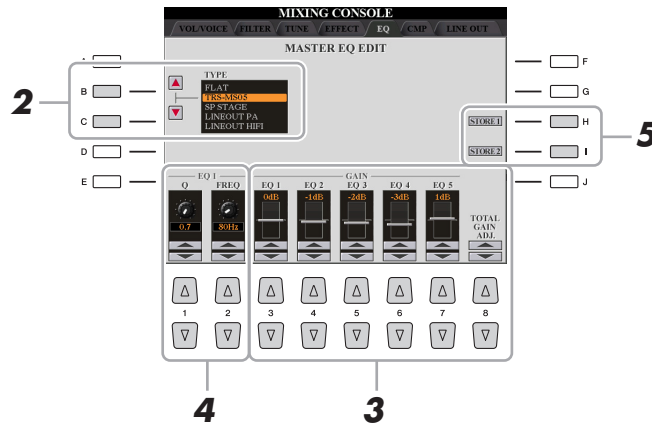 MIXING CONSOLE
VOL/VOICE FILTER TUNE EFFECT EQ CMP LINE OUT
MASTER EQ EDIT
A
F
B
G
C
H
D
I
E
J
2
TYPE
FLAT
TRS-MS05
SP STAGE
LINEOUT PA
LINEOUT HIFI
STORE 1
STORE 2
5
EQ 1
Q FREQ
0.7 80Hz
GAIN
EQ 1 EQ 2 EQ 3 EQ 4 EQ 5
0dB -1dB -2dB -3dB 1dB
TOTAL
GAIN
ADJ.
1 2 3 4 5 6 7 8
4 3